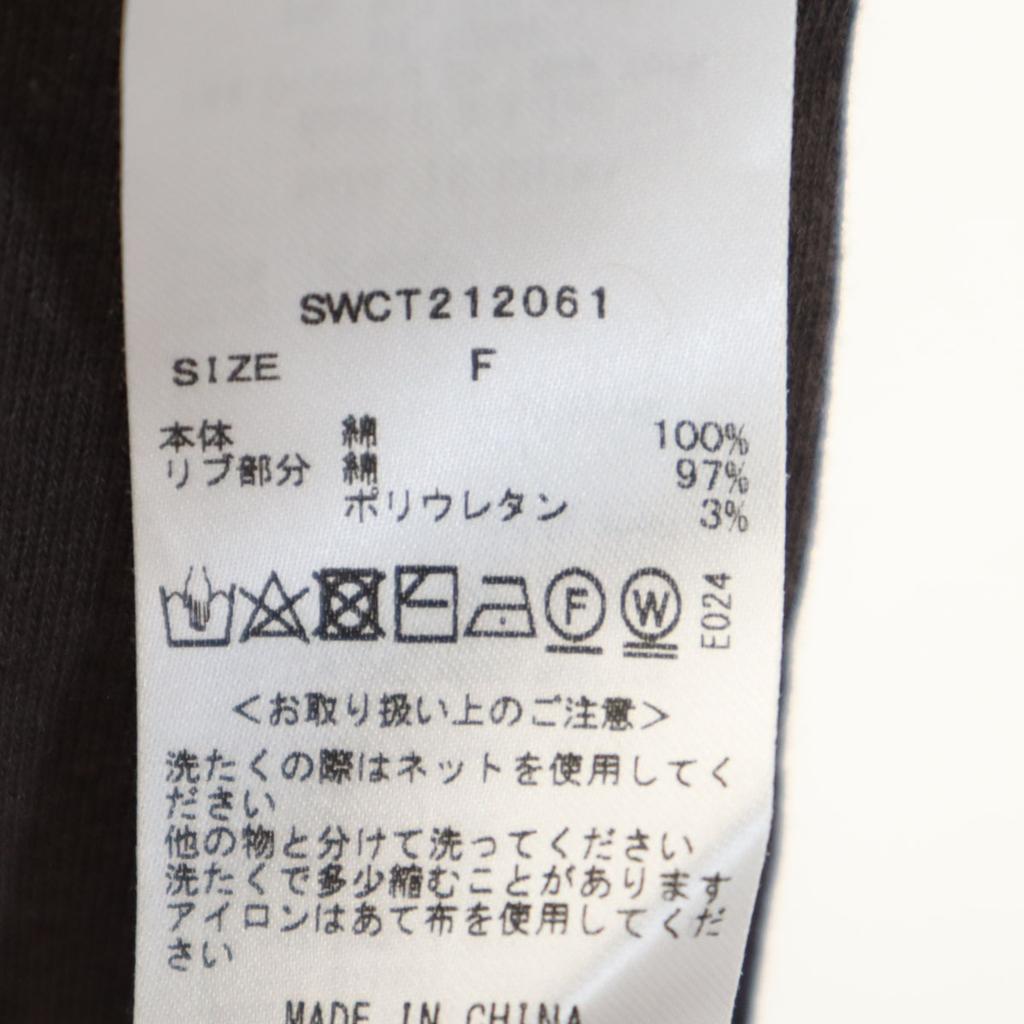 SWCT212061
SIZE F
本体 綿 100%
リブ部分 綿 97%
ポリウレタン 3%
F W E024
<お取り扱い上のご注意>
洗たくの際はネットを使用してく
ださい
他の物と分けて洗ってください
洗たくで多少縮むことがあります
アイロンはあて布を使用してくだ
さい
MADE IN CHINA